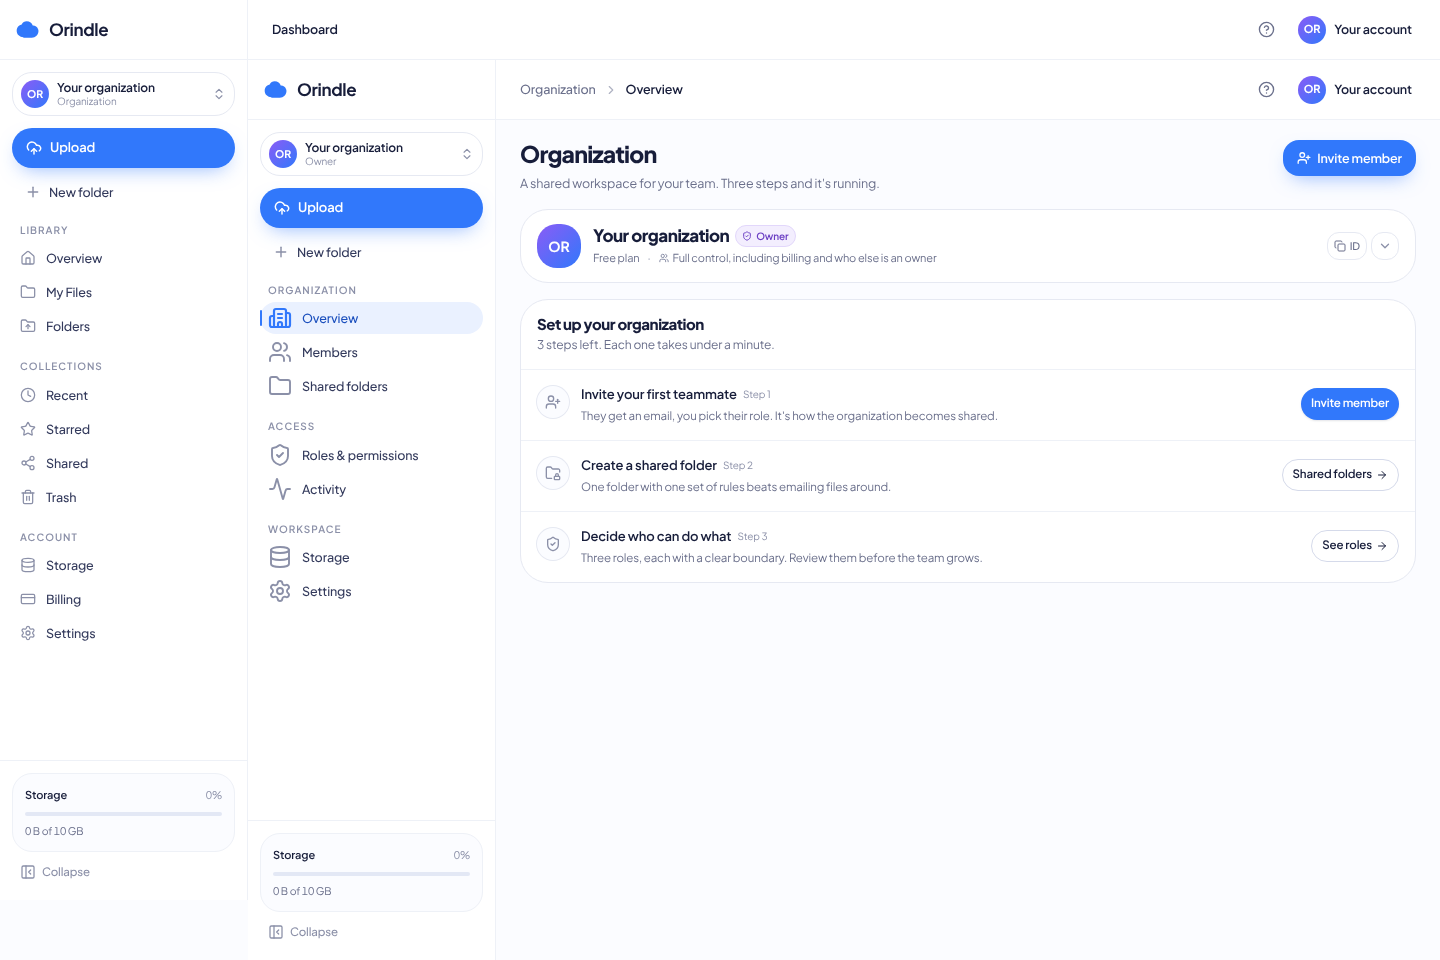 Orindle
Your organization
Organization
OR
Upload
New folder
LIBRARY
Overview
My Files
Folders
COLLECTIONS
Recent
Starred
Shared
Trash
ACCOUNT
Storage
Billing
Settings
Storage 0%
0 B of 10 GB
Collapse
Dashboard
OR Your account
Orindle
Your organization
Owner
OR
Upload
New folder
ORGANIZATION
Overview
Members
Shared folders
ACCESS
Roles & permissions
Activity
WORKSPACE
Storage
Settings
Storage 0%
0 B of 10 GB
Collapse
Organization Overview
OR Your account
Organization
A shared workspace for your team. Three steps and it's running.
Invite member
OR
Your organization Owner
Free plan · Full control, including billing and who else is an owner
ID
Set up your organization
3 steps left. Each one takes under a minute.
Invite your first teammate Step 1
They get an email, you pick their role. It's how the organization becomes shared.
Invite member
Create a shared folder Step 2
One folder with one set of rules beats emailing files around.
Shared folders
Decide who can do what Step 3
Three roles, each with a clear boundary. Review them before the team grows.
See roles